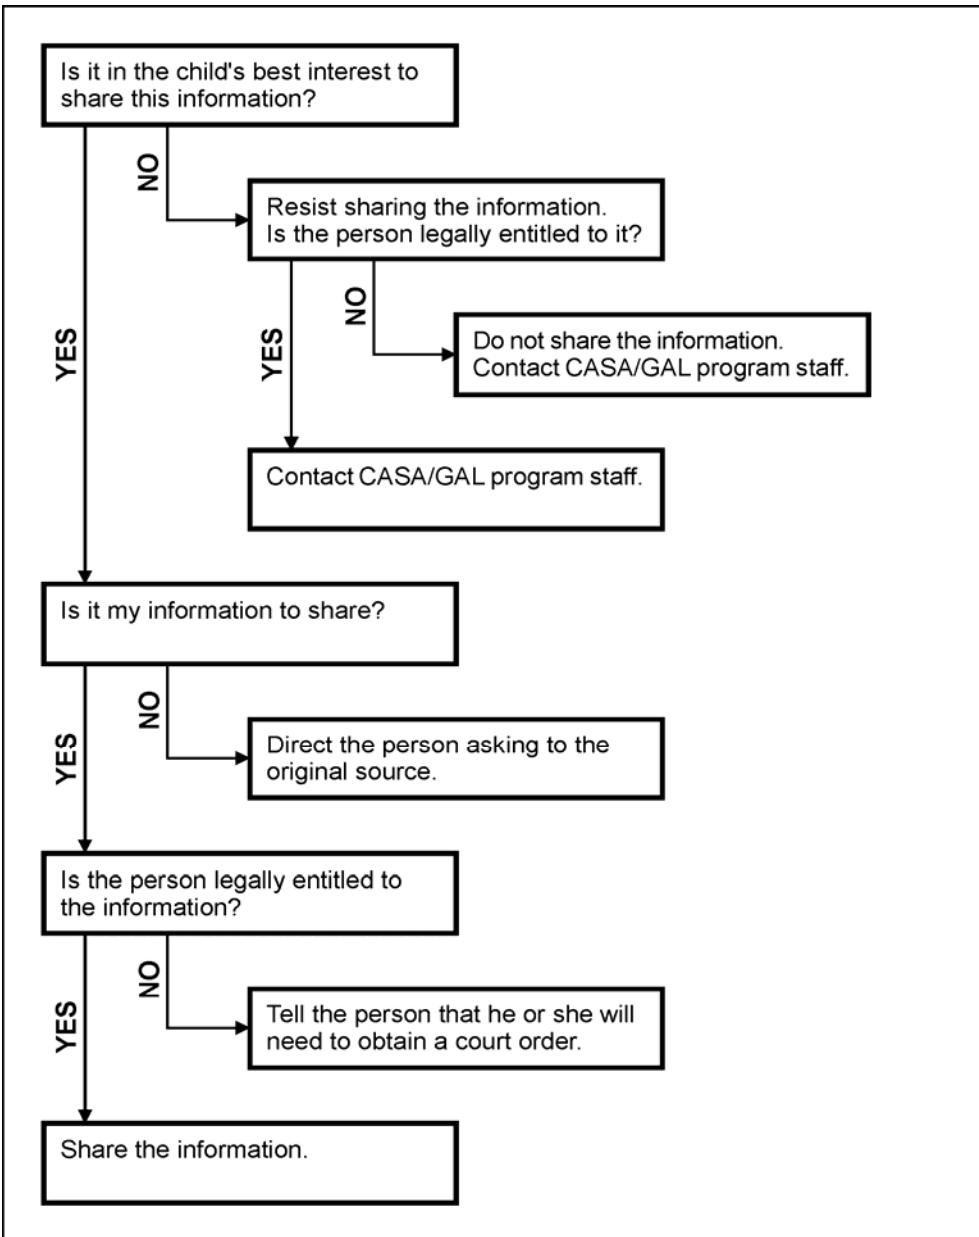 Is it in the child's best interest to
share this information?
NO
Resist sharing the information.
Is the person legally entitled to it?
YES
YES
NO
Do not share the information.
Contact CASA/GAL program staff.
Contact CASA/GAL program staff.
Is it my information to share?
YES
NO
Direct the person asking to the
original source.
Is the person legally entitled to
the information?
YES
NO
Tell the person that he or she will
need to obtain a court order.
Share the information.